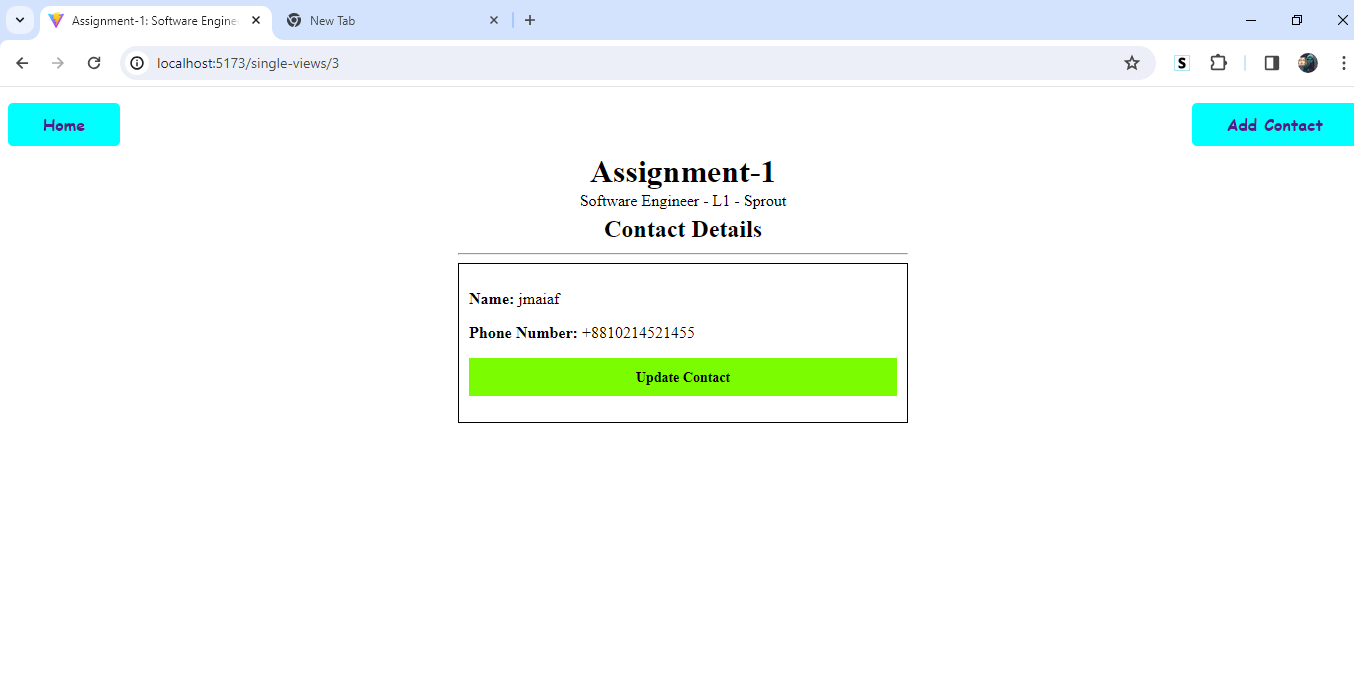 Assignment-1: Software Engine
New Tab
localhost:5173/single-views/3
S
Home
Add Contact
Assignment-1
Software Engineer - L1 - Sprout
Contact Details
Name: jmaiaf
Phone Number: +8810214521455
Update Contact